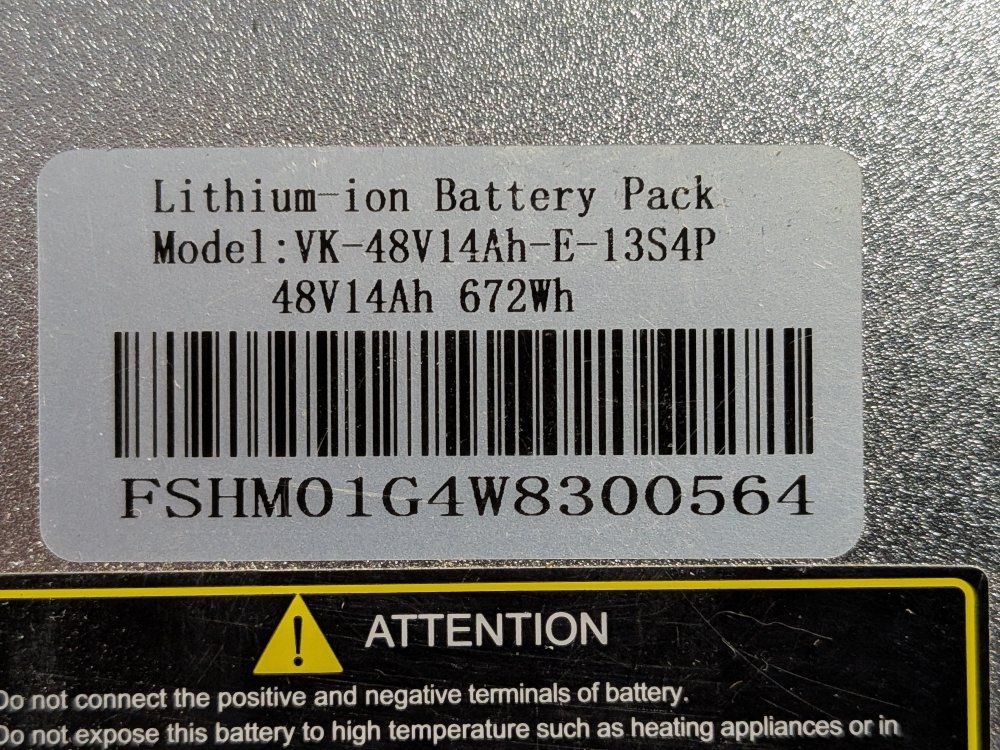 Lithium-ion Battery Pack
Model:VK-48V14Ah-E-13S4P
48V14Ah 672Wh
FSHM01G4W8300564
! ATTENTION
Do not connect the positive and negative terminals of battery.
Do not expose this battery to high temperature such as heating appliances or in